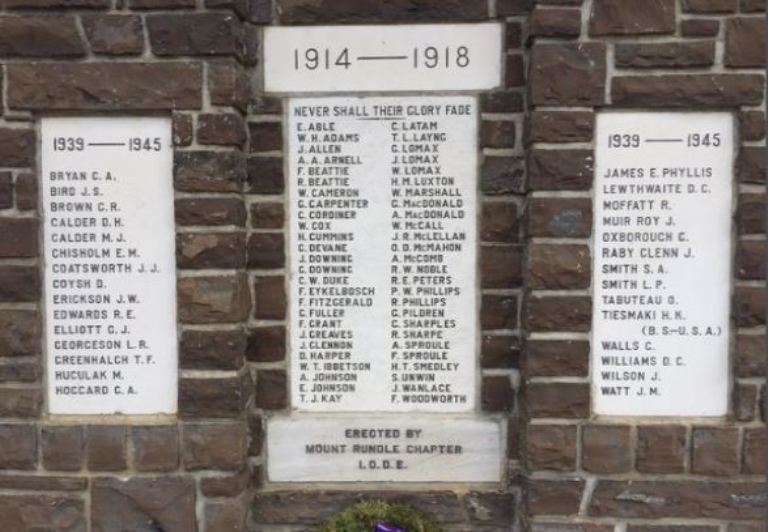 1914 — 1918
NEVER SHALL THEIR GLORY FADE
E. ABLE
W. H. ADAMS
J. ALLEN
A. A. ARNELL
F. BEATTIE
R. BEATTIE
W. CAMERON
G. CARPENTER
C. CORDINER
W. COX
H. CUMMINS
C. DEVANE
J. DOWNING
G. DOWNING
C. W. DUKE
F. EYKELBOSCH
F. FITZGERALD
G. FULLER
F. GRANT
J. GREAVES
J. GLENNON
D. HARPER
W. T. IBBETSON
A. JOHNSON
E. JOHNSON
T. J. KAY
C. LATAM
T. L. LAYNG
G. LOMAX
J. LOMAX
W. LOMAX
H. M. LUXTON
W. MARSHALL
G. MACDONALD
A. MACDONALD
W. MCCALL
J. R. MCLELLAN
O. D. MCMAHON
A. MCCOMB
R. W. NOBLE
R. E. PETERS
P. W. PHILLIPS
R. PHILLIPS
G. PILDREN
C. SHARPLES
R. SHARPE
A. SPROULE
F. SPROULE
H. T. SMEDLEY
S. UNWIN
J. WANLACE
F. WOODWORTH
ERECTED BY
MOUNT RUNDLE CHAPTER
I. O. D. E.
1939 — 1945
BRYAN C. A.
BIRD J. S.
BROWN G. R.
CALDER D. H.
CALDER M. J.
CHISHOLM E. M.
COATSWORTH J. J.
COYSH D.
ERICKSON J. W.
EDWARDS R. E.
ELLIOTT G. J.
GEORGESON L. R.
GREENHALGH T. F.
HUCULAK M.
HOGGARD G. A.
1939 — 1945
JAMES E. PHYLLIS
LEWTHWAITE D. G.
MOFFATT R.
MUIR ROY J.
OXBOROUGH G.
RABY GLENN J.
SMITH S. A.
SMITH L. P.
TABUTEAU G.
TIESMAKI H. K.
(B. S. - U. S. A.)
WALLS G.
WILLIAMS D. G.
WILSON J.
WATT J. M.